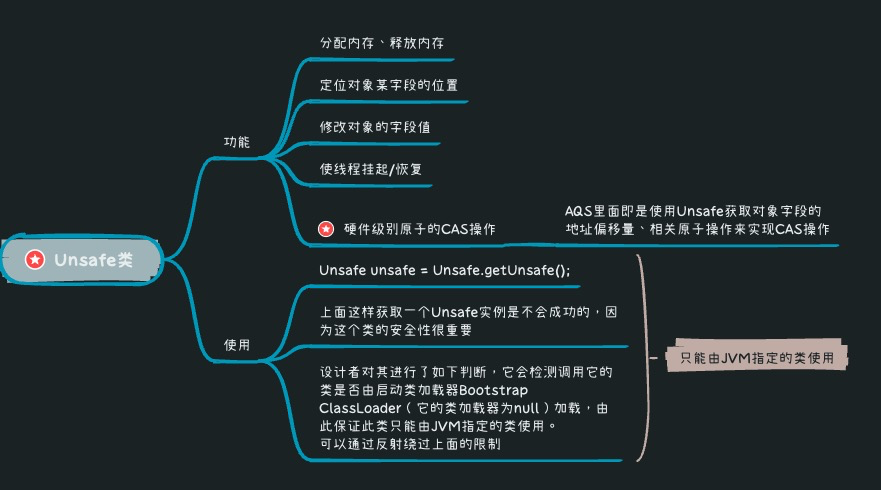 Unsafe类
功能
分配内存、释放内存
定位对象某字段的位置
修改对象的字段值
使线程挂起/恢复
硬件级别原子的CAS操作
AQS里面即是使用Unsafe获取对象字段的
地址偏移量、相关原子操作来实现CAS操作
使用
Unsafe unsafe = Unsafe.getUnsafe();
上面这样获取一个Unsafe实例是不会成功的，因
为这个类的安全性很重要
设计者对其进行了如下判断，它会检测调用它的
类是否由启动类加载器Bootstrap
ClassLoader（它的类加载器为null）加载，由
此保证此类只能由JVM指定的类使用。
可以通过反射绕过上面的限制
只能由JVM指定的类使用